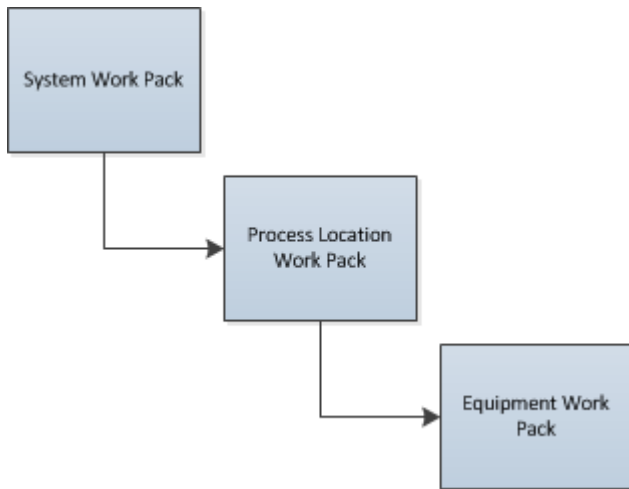 System Work Pack
Process Location
Work Pack
Equipment Work
Pack